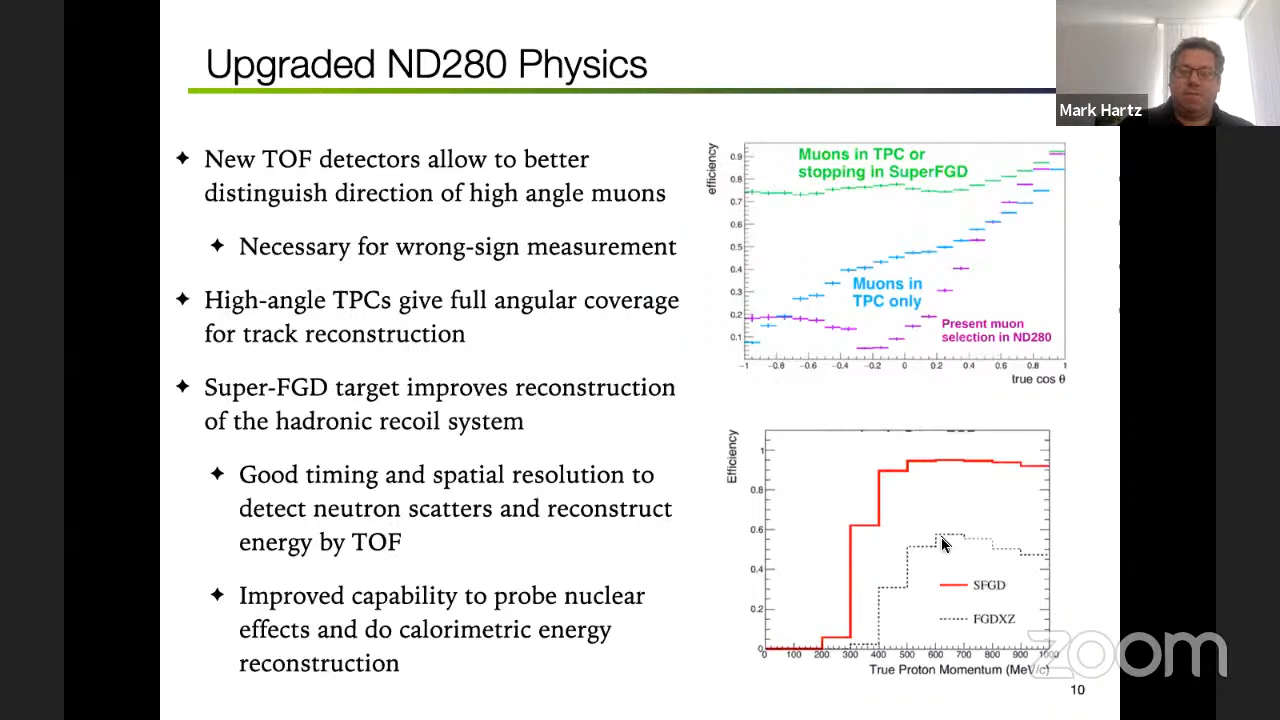 Upgraded ND280 Physics
Mark Hartz
✦ New TOF detectors allow to better
distinguish direction of high angle muons
✦ Necessary for wrong-sign measurement
✦ High-angle TPCs give full angular coverage
for track reconstruction
✦ Super-FGD target improves reconstruction
of the hadronic recoil system
✦ Good timing and spatial resolution to
detect neutron scatters and reconstruct
energy by TOF
✦ Improved capability to probe nuclear
effects and do calorimetric energy
reconstruction
efficiency
0.9
0.8
0.7
0.6
0.5
0.4
0.3
0.2
0.1
Muons in TPC or
stopping in SuperFGD
Muons in
TPC only
Present muon
selection in ND280
−1 −0.8 −0.6 −0.4 −0.2 0 0.2 0.4 0.6 0.8 1
true cos θ
Efficiency
1
0.8
0.6
0.4
0.2
0
SFGD
FGDXZ
0 100 200 300 400 500 600 700 800 900 1000
True Proton Momentum (MeV/c)
zoom
10